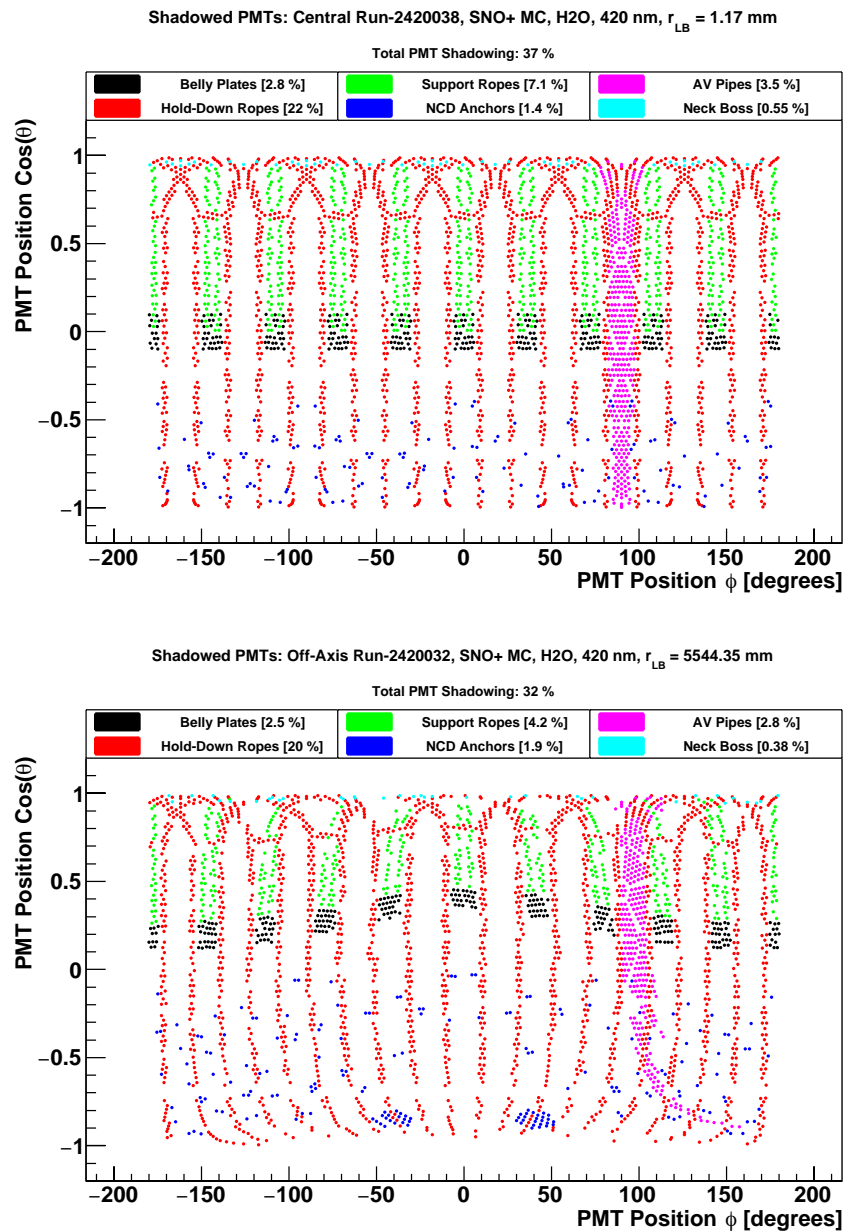 Shadowed PMTs: Central Run-2420038, SNO+ MC, H2O, 420 nm, r_LB = 1.17 mm
Total PMT Shadowing: 37 %
Belly Plates [2.8 %] Support Ropes [7.1 %] AV Pipes [3.5 %]
Hold-Down Ropes [22 %] NCD Anchors [1.4 %] Neck Boss [0.55 %]
PMT Position Cos(θ)
1
0.5
0
−0.5
−1
−200 −150 −100 −50 0 50 100 150 200
PMT Position ϕ [degrees]
Shadowed PMTs: Off-Axis Run-2420032, SNO+ MC, H2O, 420 nm, r_LB = 5544.35 mm
Total PMT Shadowing: 32 %
Belly Plates [2.5 %] Support Ropes [4.2 %] AV Pipes [2.8 %]
Hold-Down Ropes [20 %] NCD Anchors [1.9 %] Neck Boss [0.38 %]
PMT Position Cos(θ)
1
0.5
0
−0.5
−1
−200 −150 −100 −50 0 50 100 150 200
PMT Position ϕ [degrees]